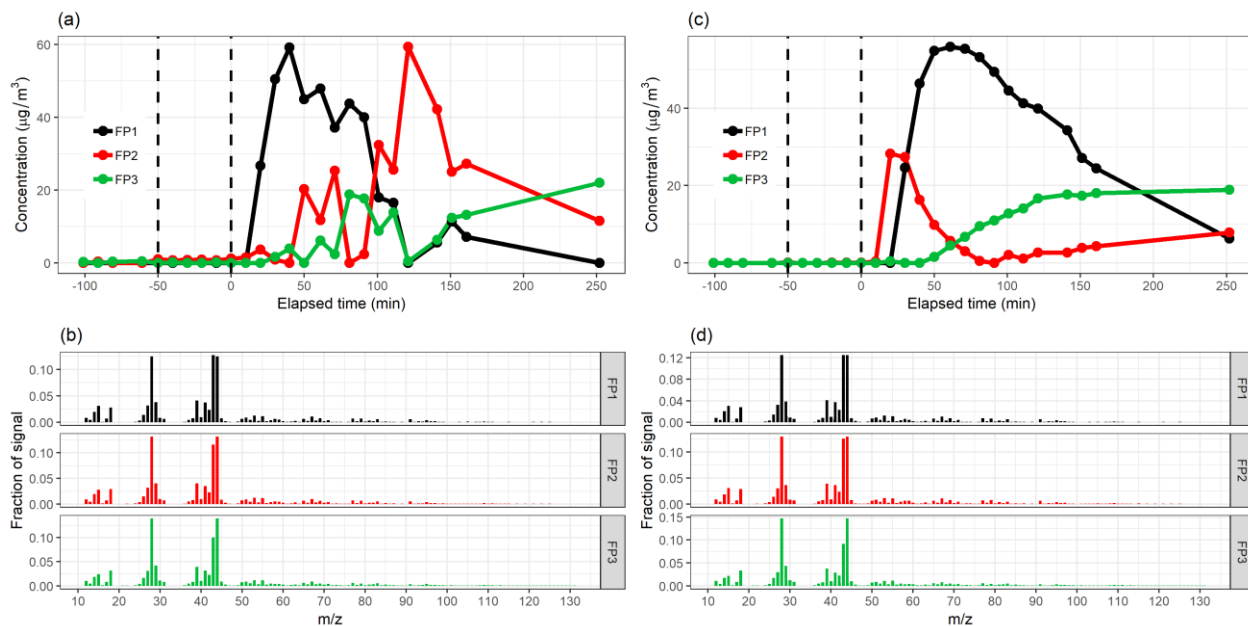 (a)
Concentration (µg/m³)
60
40
20
0
FP1
FP2
FP3
-100 -50 0 50 100 150 200 250
Elapsed time (min)
(c)
Concentration (µg/m³)
40
20
0
FP1
FP2
FP3
-100 -50 0 50 100 150 200 250
Elapsed time (min)
(b)
Fraction of signal
0.10
0.05
0.00
FP1
0.10
0.05
0.00
FP2
0.10
0.05
0.00
FP3
10 20 30 40 50 60 70 80 90 100 110 120 130
m/z
(d)
Fraction of signal
0.12
0.08
0.04
0.00
FP1
0.10
0.05
0.00
FP2
0.15
0.10
0.05
0.00
FP3
10 20 30 40 50 60 70 80 90 100 110 120 130
m/z